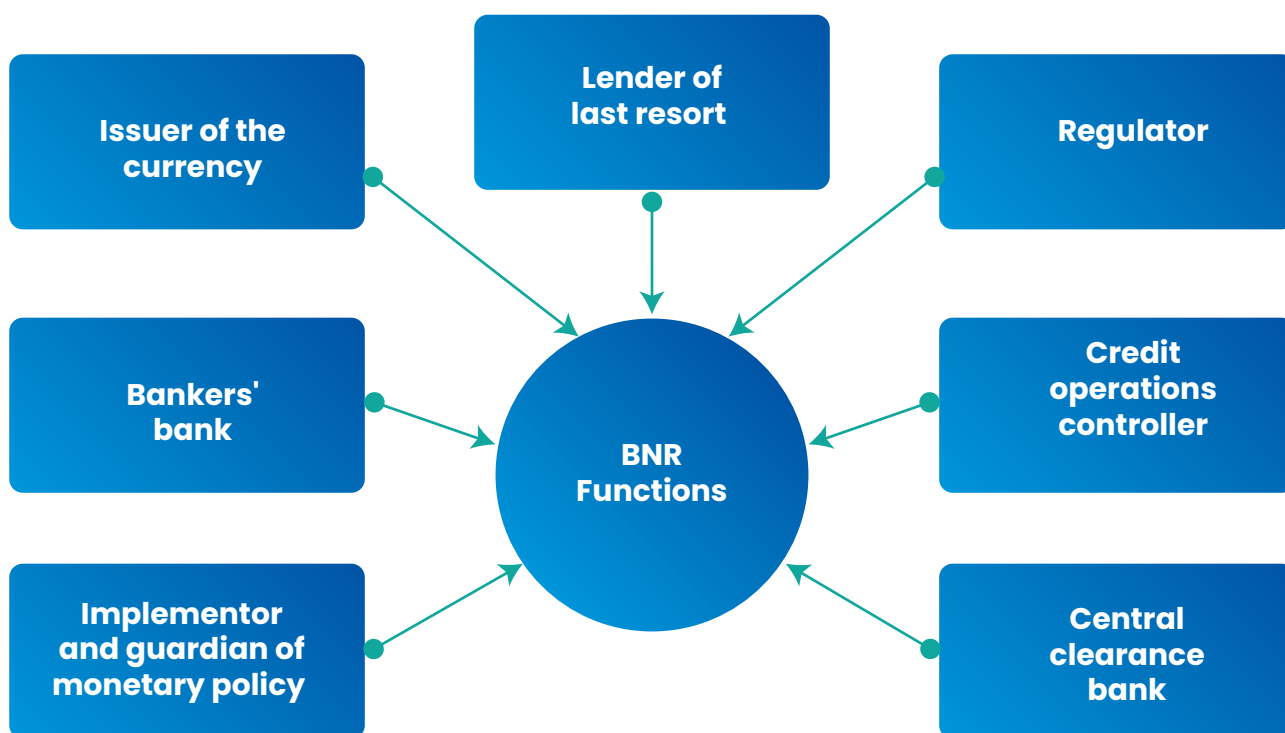 Lender of
last resort
Issuer of the
currency
Regulator
Bankers'
bank
Credit
operations
controller
BNR
Functions
Implementor
and guardian of
monetary policy
Central
clearance
bank